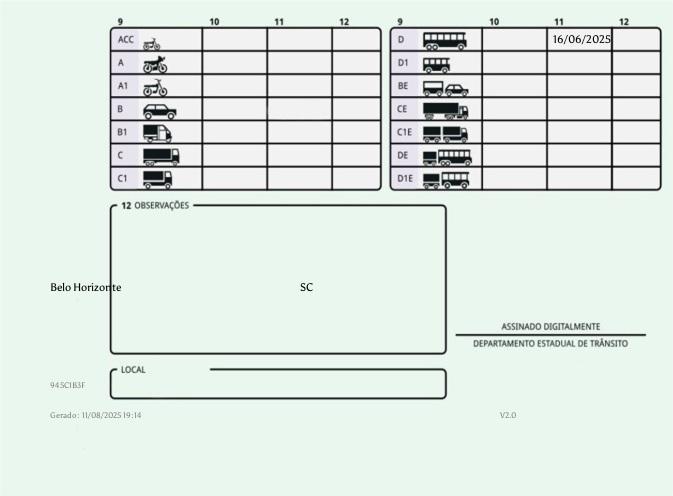 9 10 11 12
ACC
A
A1
B
B1
C
C1
9 10 11 12
D 16/06/2025
D1
BE
CE
C1E
DE
D1E
12 OBSERVAÇÕES
Belo Horizonte SC
ASSINADO DIGITALMENTE
DEPARTAMENTO ESTADUAL DE TRÂNSITO
LOCAL
945C1B3F
Gerado: 11/08/2025 19:14 V2.0